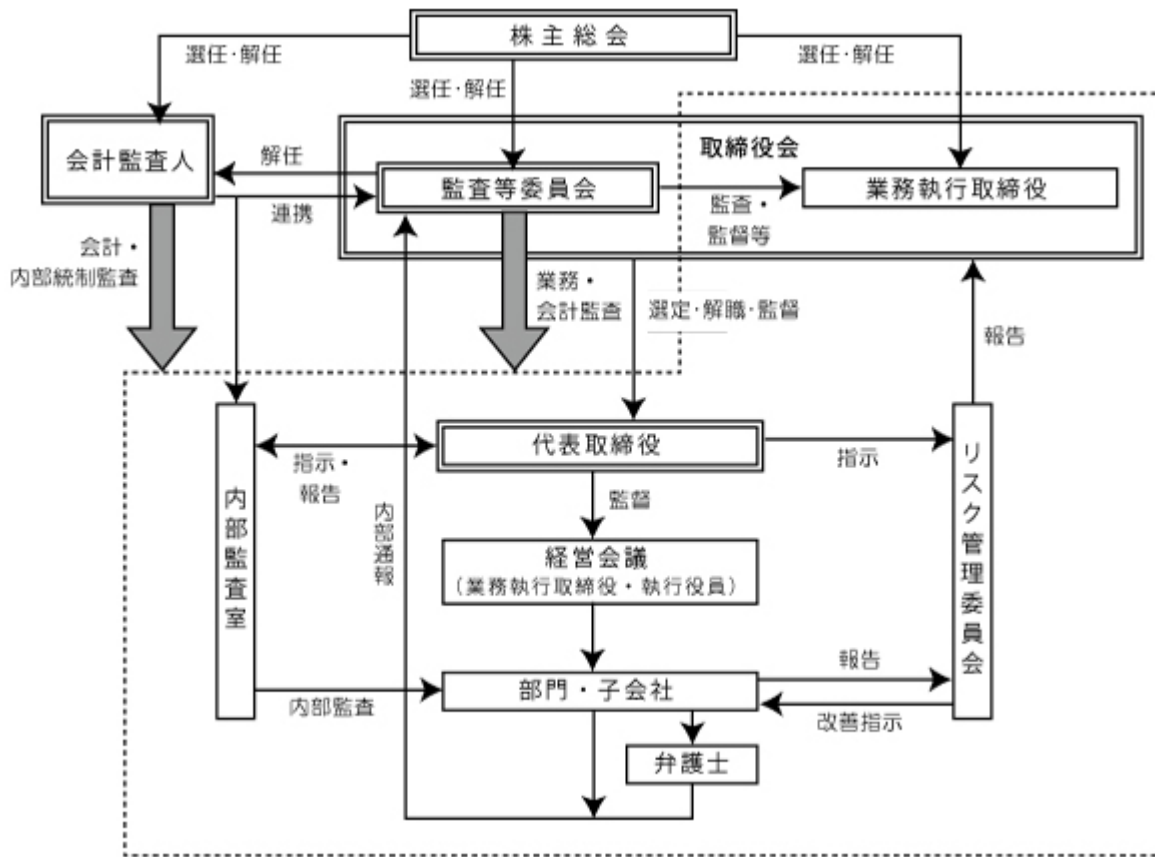 株主総会
選任・解任
選任・解任
選任・解任
会計監査人
解任
連携
監査等委員会
取締役会
監査・
監督等
業務執行取締役
会計・
内部統制監査
業務・
会計監査
選定・解職・監督
報告
代表取締役
指示・
報告
指示
監督
内部監査室
内部通報
経営会議
(業務執行取締役・執行役員)
リスク管理委員会
部門・子会社
内部監査
報告
改善指示
弁護士